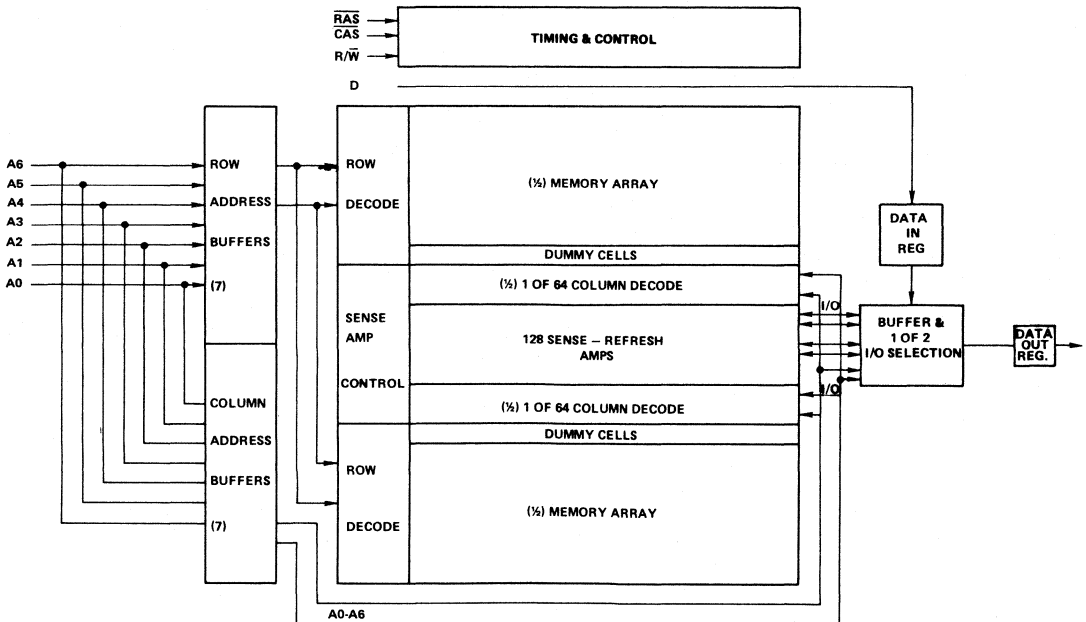 R̅A̅S̅
C̅A̅S̅
R/W̅
TIMING & CONTROL
D
A6
A5
A4
A3
A2
A1
A0
ROW
ADDRESS
BUFFERS
(7)
COLUMN
ADDRESS
BUFFERS
(7)
ROW
DECODE
SENSE
AMP
CONTROL
ROW
DECODE
(½) MEMORY ARRAY
DUMMY CELLS
(½) 1 OF 64 COLUMN DECODE
128 SENSE – REFRESH
AMPS
(½) 1 OF 64 COLUMN DECODE
DUMMY CELLS
(½) MEMORY ARRAY
I/O
I/O
DATA
IN
REG
BUFFER &
1 OF 2
I/O SELECTION
DATA
OUT
REG.
A0-A6